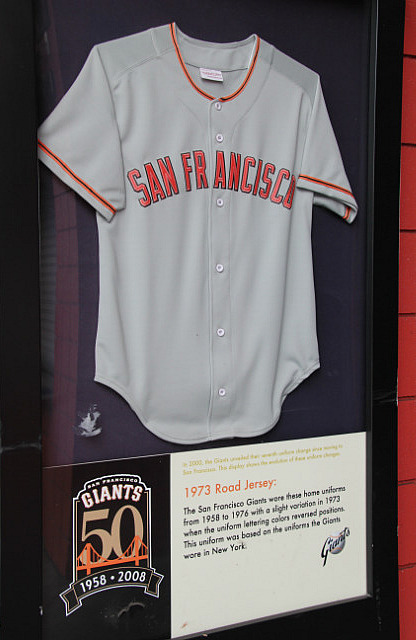 SAN FRANCISCO
In 2000, the Giants unveiled their seventh uniform change since moving to
San Francisco. This display shows the evolution of those uniform changes.
1973 Road Jersey:
The San Francisco Giants wore these home uniforms
from 1958 to 1976 with a slight variation in 1973
when the uniform lettering colors reversed positions.
This uniform was based on the uniforms the Giants
wore in New York.
Giants
SAN FRANCISCO
GIANTS
50
1958 • 2008